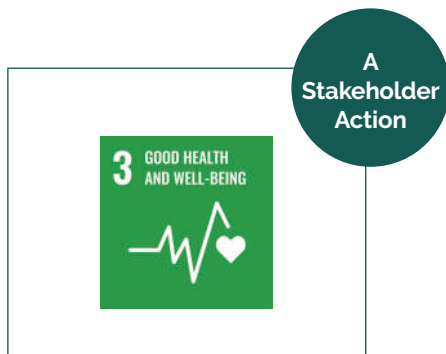 A
Stakeholder
Action
3 GOOD HEALTH
AND WELL-BEING